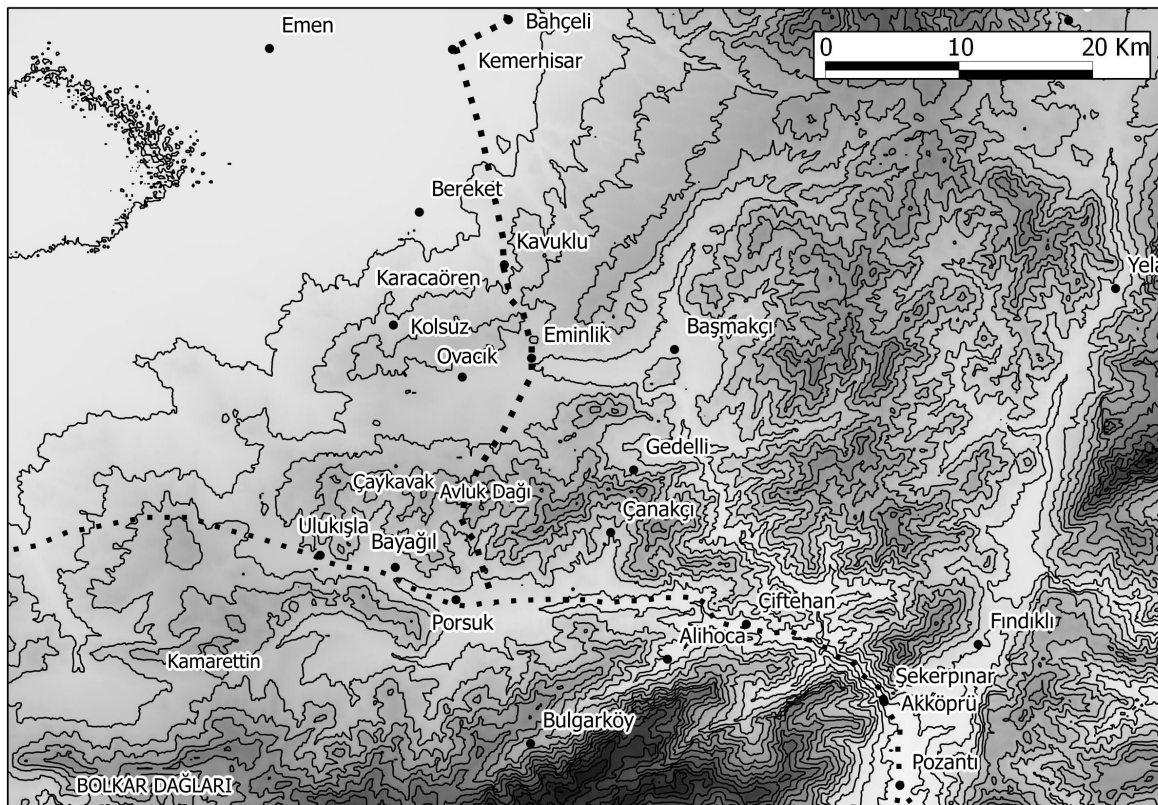 Emen
Bahçeli
Kemerhisar
0 10 20 Km
Bereket
Kavuklu
Karacaören
Yela
Kolsuz
Eminlik
Başmakçı
Ovacık
Gedelli
Çaykavak
Avluk Dağı
Çanakçı
Ulukışla
Bayağıl
Çiftehan
Porsuk
Fındıklı
Alihoca
Kamarettin
Şekerpınar
Akköprü
Bulgarköy
Pozantı
BOLKAR DAĞLARI